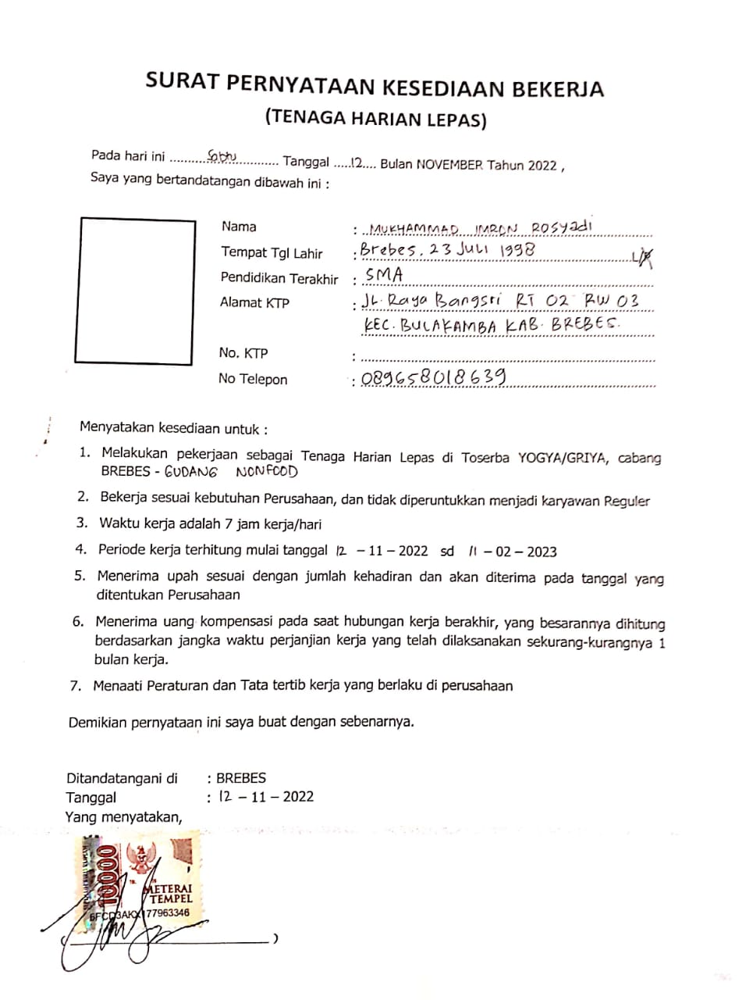 SURAT PERNYATAAN KESEDIAAN BEKERJA
(TENAGA HARIAN LEPAS)
Pada hari ini ..........Sabtu............ Tanggal .....12.... Bulan NOVEMBER Tahun 2022 ,
Saya yang bertandatangan dibawah ini :
Nama : MUKHAMMAD IMRON ROSYadi
Tempat Tgl Lahir : Brebes, 23 Juli 1998 L/P
Pendidikan Terakhir : SMA
Alamat KTP : JL. Raya Bangsri RT 02 RW 03
KEC. BULAKAMBA KAB. BREBES.
No. KTP :
No Telepon : 089658018639
Menyatakan kesediaan untuk :
1. Melakukan pekerjaan sebagai Tenaga Harian Lepas di Toserba YOGYA/GRIYA, cabang
BREBES - GUDANG NONFOOD
2. Bekerja sesuai kebutuhan Perusahaan, dan tidak diperuntukkan menjadi karyawan Reguler
3. Waktu kerja adalah 7 jam kerja/hari
4. Periode kerja terhitung mulai tanggal 12 – 11 – 2022 sd 11 – 02 – 2023
5. Menerima upah sesuai dengan jumlah kehadiran dan akan diterima pada tanggal yang
ditentukan Perusahaan
6. Menerima uang kompensasi pada saat hubungan kerja berakhir, yang besarannya dihitung
berdasarkan jangka waktu perjanjian kerja yang telah dilaksanakan sekurang-kurangnya 1
bulan kerja.
7. Menaati Peraturan dan Tata tertib kerja yang berlaku di perusahaan
Demikian pernyataan ini saya buat dengan sebenarnya.
Ditandatangani di : BREBES
Tanggal : 12 – 11 – 2022
Yang menyatakan,
10000
METERAI
TEMPEL
77963346